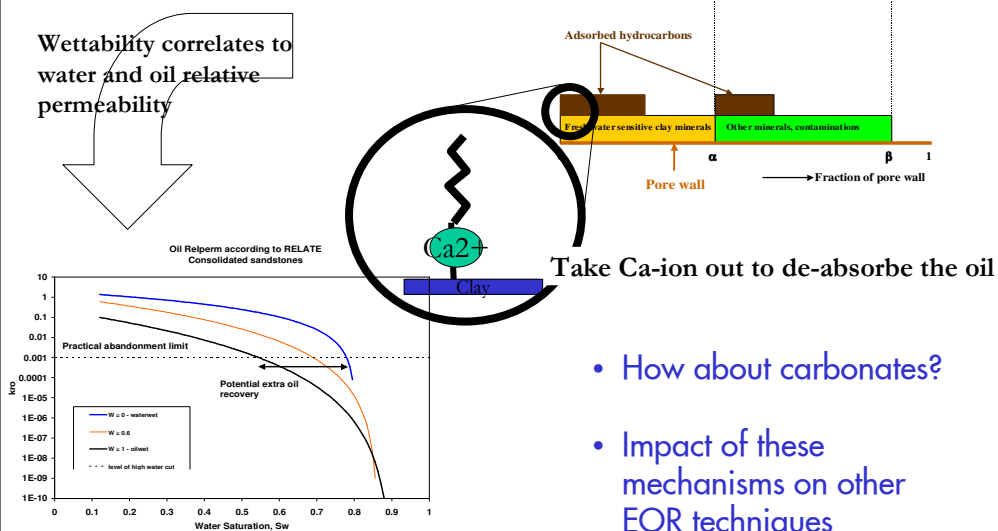 Wettability correlates to
water and oil relative
permeability
Adsorbed hydrocarbons
Freshwater sensitive clay minerals
Other minerals, contaminations
α
β
1
Pore wall
Fraction of pore wall
Ca2+
Clay
Take Ca-ion out to de-absorbe the oil
Oil Relperm according to RELATE
Consolidated sandstones
10
1
0.1
0.01
0.001
0.0001
1E-05
1E-06
1E-07
1E-08
1E-09
1E-10
kro
Practical abandonment limit
Potential extra oil
recovery
W = 0 - waterwet
W = 0.6
W = 1 - oilwet
level of high water cut
0 0.1 0.2 0.3 0.4 0.5 0.6 0.7 0.8 0.9 1
Water Saturation, Sw
• How about carbonates?
• Impact of these
mechanisms on other
EOR techniques